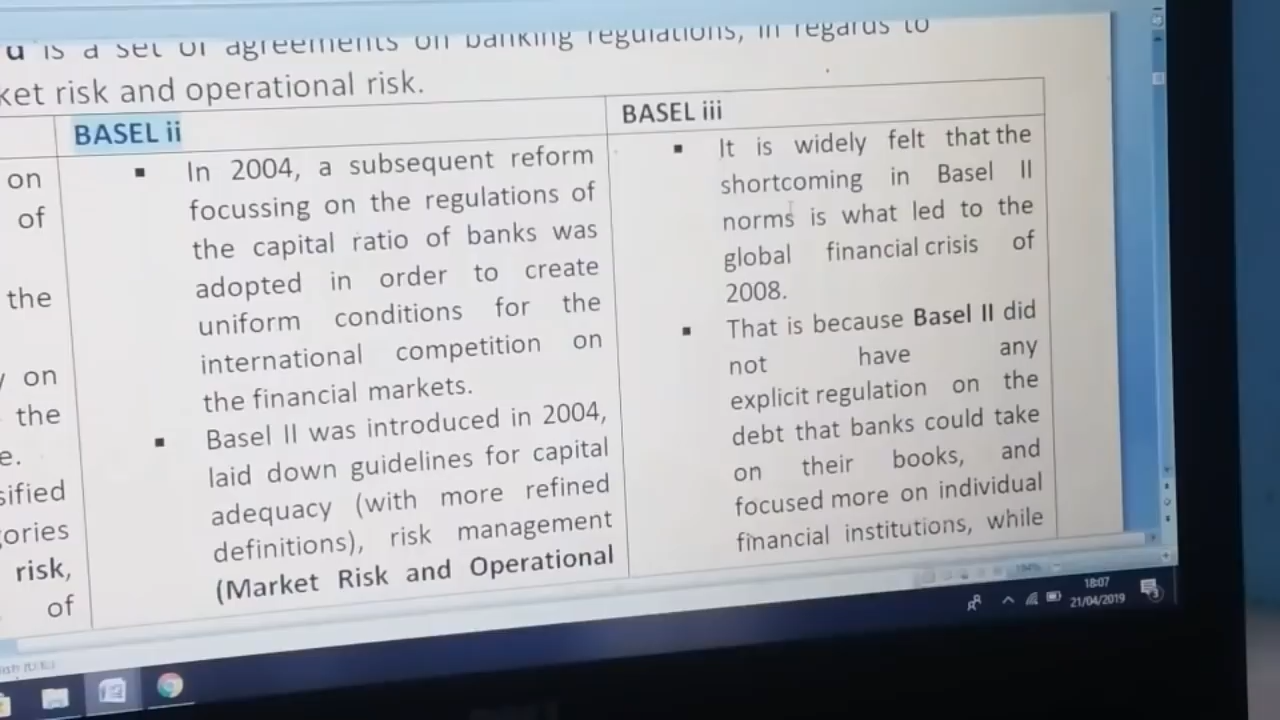 u is a set of agreements on banking regulations, in regards to
ket risk and operational risk.
on
of
the
on
the
e.
sified
ories
risk,
of
BASEL ii
▪ In 2004, a subsequent reform
focussing on the regulations of
the capital ratio of banks was
adopted in order to create
uniform conditions for the
international competition on
the financial markets.
▪ Basel II was introduced in 2004,
laid down guidelines for capital
adequacy (with more refined
definitions), risk management
(Market Risk and Operational
BASEL iii
▪ It is widely felt that the
shortcoming in Basel II
norms is what led to the
global financial crisis of
2008.
▪ That is because Basel II did
not have any
explicit regulation on the
debt that banks could take
on their books, and
focused more on individual
financial institutions, while
18:07
21/04/2019